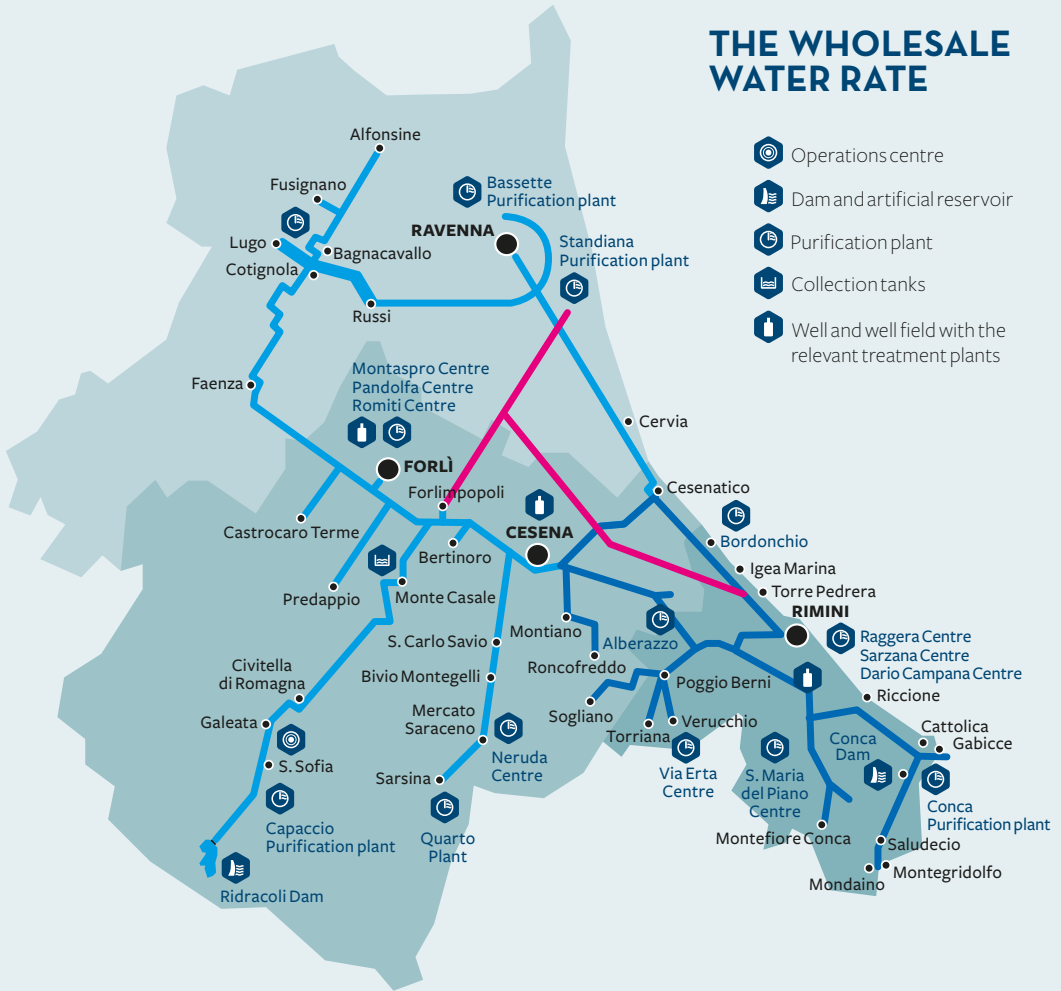 THE WHOLESALE
WATER RATE
Operations centre
Dam and artificial reservoir
Purification plant
Collection tanks
Well and well field with the
relevant treatment plants
Alfonsine
Fusignano
Bassette
Purification plant
RAVENNA
Lugo
Bagnacavallo
Standiana
Purification plant
Cotignola
Russi
Montaspro Centre
Pandolfa Centre
Romiti Centre
Faenza
Cervia
FORLÌ
Forlimpopoli
Cesenatico
Castrocaro Terme
CESENA
Bordonchio
Bertinoro
Igea Marina
Predappio
Monte Casale
Torre Pedrera
RIMINI
Montiano
Alberazzo
Raggera Centre
Sarzana Centre
Dario Campana Centre
S. Carlo Savio
Roncofreddo
Civitella
di Romagna
Bivio Montegelli
Poggio Berni
Riccione
Galeata
Mercato
Saraceno
Sogliano
Torriana
Verucchio
Cattolica
Gabicce
Conca
Dam
S. Sofia
Neruda
Centre
Via Erta
Centre
S. Maria
del Piano
Centre
Sarsina
Conca
Purification plant
Capaccio
Purification plant
Quarto
Plant
Montefiore Conca
Saludecio
Mondaino
Montegridolfo
Ridracoli Dam